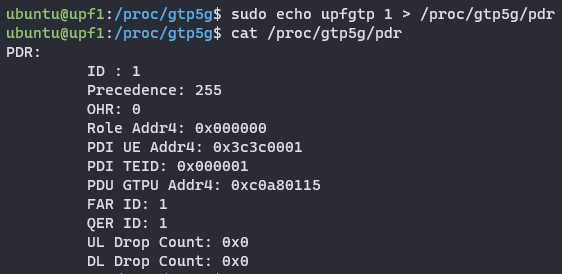 ubuntu@upf1:/proc/gtp5g$ sudo echo upfgtp 1 > /proc/gtp5g/pdr
ubuntu@upf1:/proc/gtp5g$ cat /proc/gtp5g/pdr
PDR:
ID : 1
Precedence: 255
OHR: 0
Role Addr4: 0x000000
PDI UE Addr4: 0x3c3c0001
PDI TEID: 0x000001
PDU GTPU Addr4: 0xc0a80115
FAR ID: 1
QER ID: 1
UL Drop Count: 0x0
DL Drop Count: 0x0